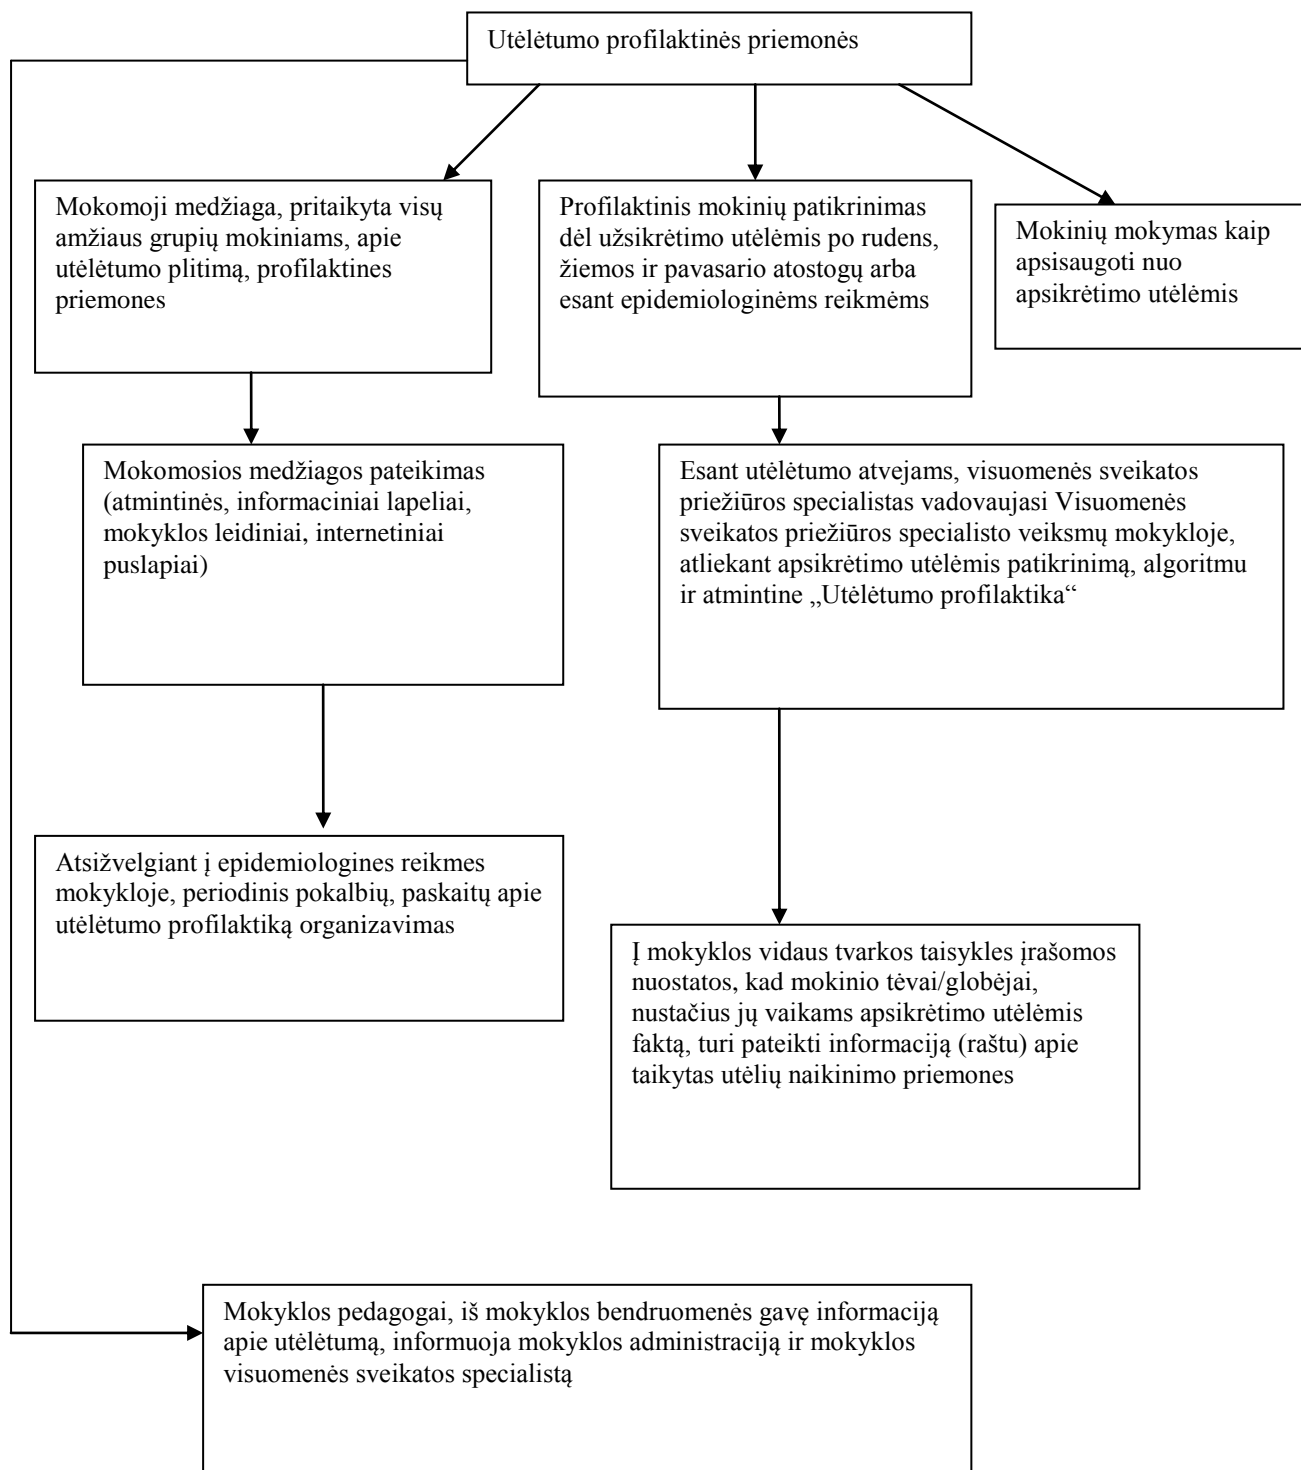 Utėlėtumo profilaktinės priemonės
Mokomoji medžiaga, pritaikyta visų
amžiaus grupių mokiniams, apie
utėlėtumo plitimą, profilaktines
priemones
Profilaktinis mokinių patikrinimas
dėl užsikrėtimo utėlėmis po rudens,
žiemos ir pavasario atostogų arba
esant epidemiologinėms reikmėms
Mokinių mokymas kaip
apsisaugoti nuo
apsikrėtimo utėlėmis
Mokomosios medžiagos pateikimas
(atmintinės, informaciniai lapeliai,
mokyklos leidiniai, internetiniai
puslapiai)
Esant utėlėtumo atvejams, visuomenės sveikatos
priežiūros specialistas vadovaujasi Visuomenės
sveikatos priežiūros specialisto veiksmų mokykloje,
atliekant apsikrėtimo utėlėmis patikrinimą, algoritmu
ir atmintine „Utėlėtumo profilaktika“
Atsižvelgiant į epidemiologines reikmes
mokykloje, periodinis pokalbių, paskaitų apie
utėlėtumo profilaktiką organizavimas
Į mokyklos vidaus tvarkos taisykles įrašomos
nuostatos, kad mokinio tėvai/globėjai,
nustačius jų vaikams apsikrėtimo utėlėmis
faktą, turi pateikti informaciją (raštu) apie
taikytas utėlių naikinimo priemones
Mokyklos pedagogai, iš mokyklos bendruomenės gavę informaciją
apie utėlėtumą, informuoja mokyklos administraciją ir mokyklos
visuomenės sveikatos specialistą